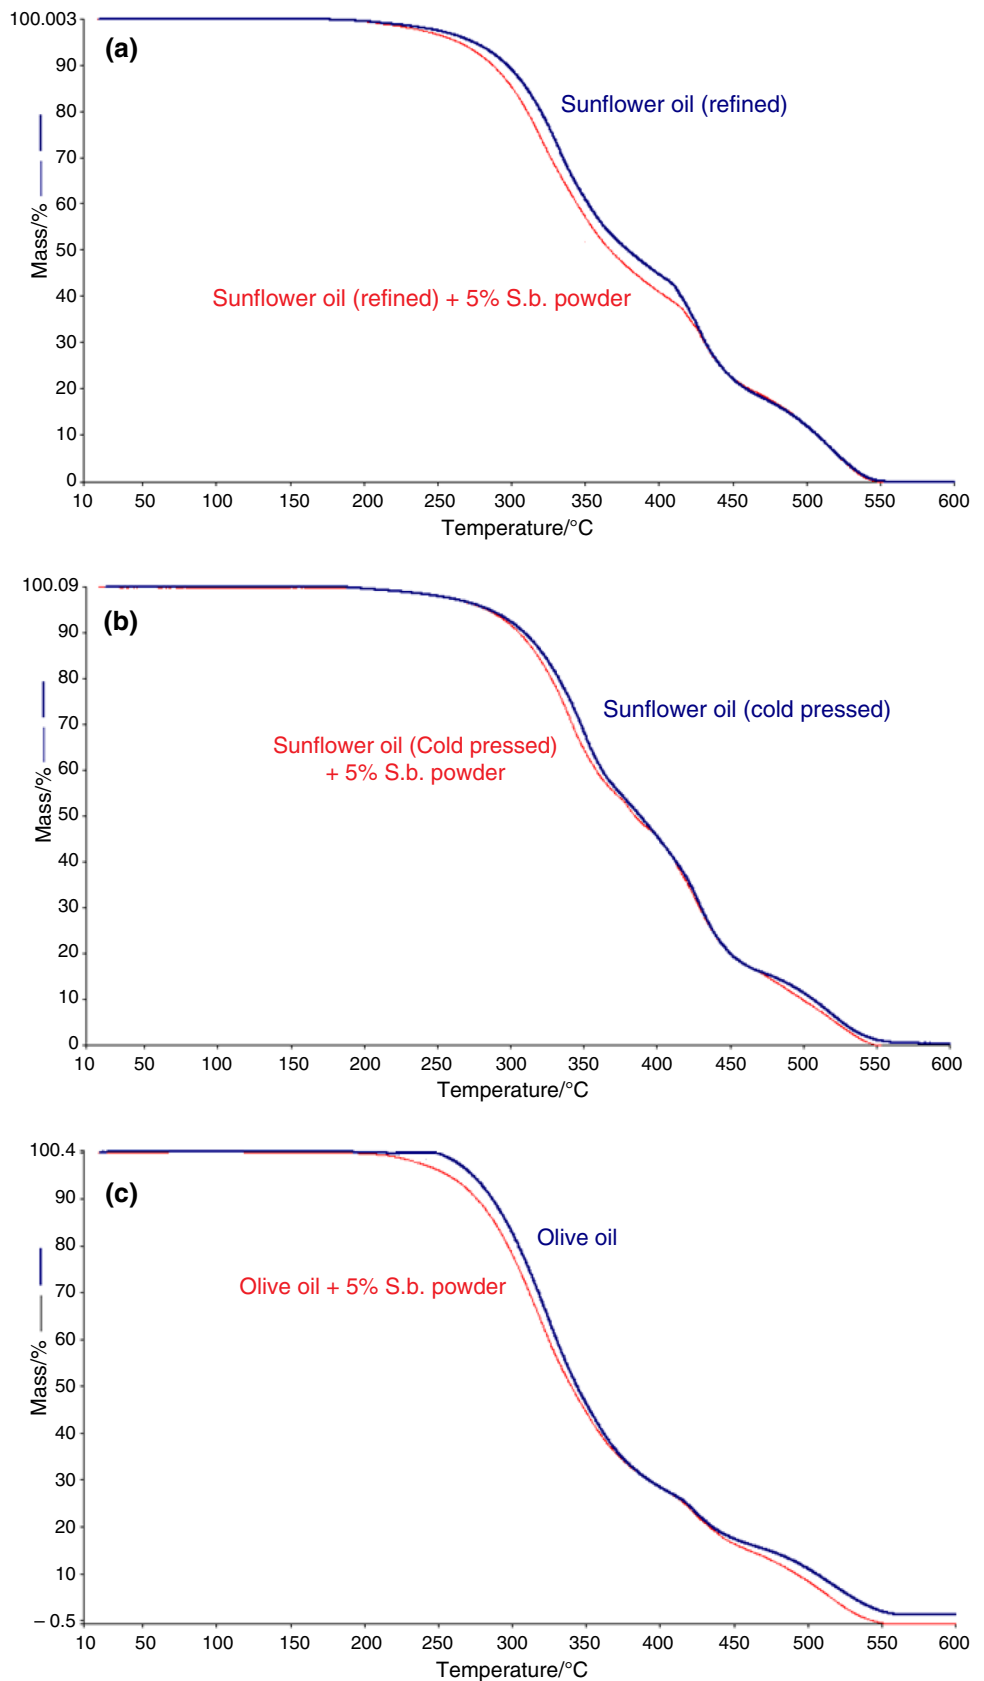 100.003
(a)
90
Sunflower oil (refined)
80
70
60
50
Sunflower oil (refined) + 5% S.b. powder
40
30
20
10
0
Mass/%
10 50 100 150 200 250 300 350 400 450 500 550 600
Temperature/°C
100.09
(b)
90
80
Sunflower oil (cold pressed)
70
Sunflower oil (Cold pressed)
+ 5% S.b. powder
60
50
40
30
20
10
0
Mass/%
10 50 100 150 200 250 300 350 400 450 500 550 600
Temperature/°C
100.4
(c)
90
Olive oil
80
Olive oil + 5% S.b. powder
70
60
50
40
30
20
10
−0.5
Mass/%
10 50 100 150 200 250 300 350 400 450 500 550 600
Temperature/°C